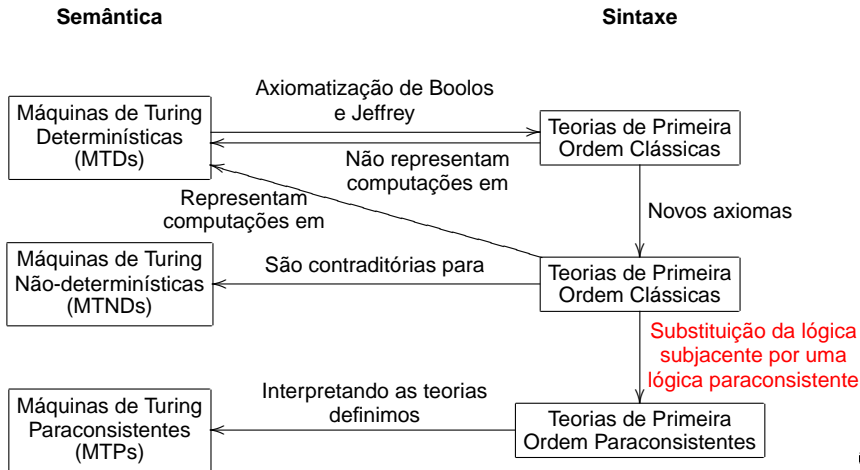 Semântica
Sintaxe
Axiomatização de Boolos
e Jeffrey
Máquinas de Turing
Determinísticas
(MTDs)
Teorias de Primeira
Ordem Clássicas
Não representam
computações em
Representam
computações em
Novos axiomas
Máquinas de Turing
Não-determinísticas
(MTNDs)
São contraditórias para
Teorias de Primeira
Ordem Clássicas
Substituição da lógica
subjacente por uma
lógica paraconsistente
Máquinas de Turing
Paraconsistentes
(MTPs)
Interpretando as teorias
definimos
Teorias de Primeira
Ordem Paraconsistentes